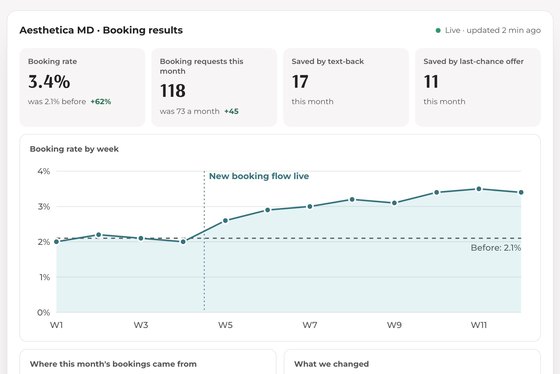 Aesthetica MD · Booking results
Live · updated 2 min ago
Booking rate
3.4%
was 2.1% before +62%
Booking requests this
month
118
was 73 a month +45
Saved by text-back
17
this month
Saved by last-chance offer
11
this month
Booking rate by week
4%
New booking flow live
3%
2%
Before: 2.1%
1%
0%
W1 W3 W5 W7 W9 W11
Where this month's bookings came from
What we changed